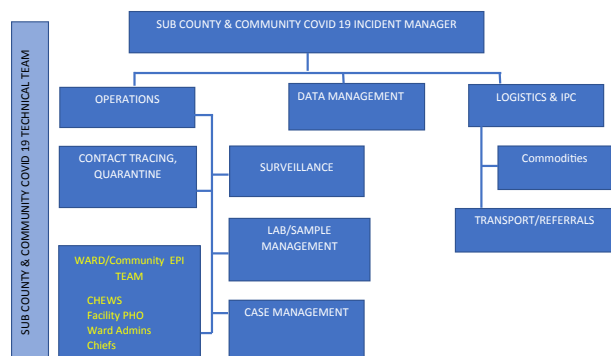 SUB COUNTY & COMMUNITY COVID 19 TECHNICAL TEAM
SUB COUNTY & COMMUNITY COVID 19 INCIDENT MANAGER
OPERATIONS
DATA MANAGEMENT
LOGISTICS & IPC
CONTACT TRACING,
QUARANTINE
SURVEILLANCE
Commodities
LAB/SAMPLE
MANAGEMENT
TRANSPORT/REFERRALS
WARD/Community EPI
TEAM
CHEWS
Facility PHO
Ward Admins
Chiefs
CASE MANAGEMENT